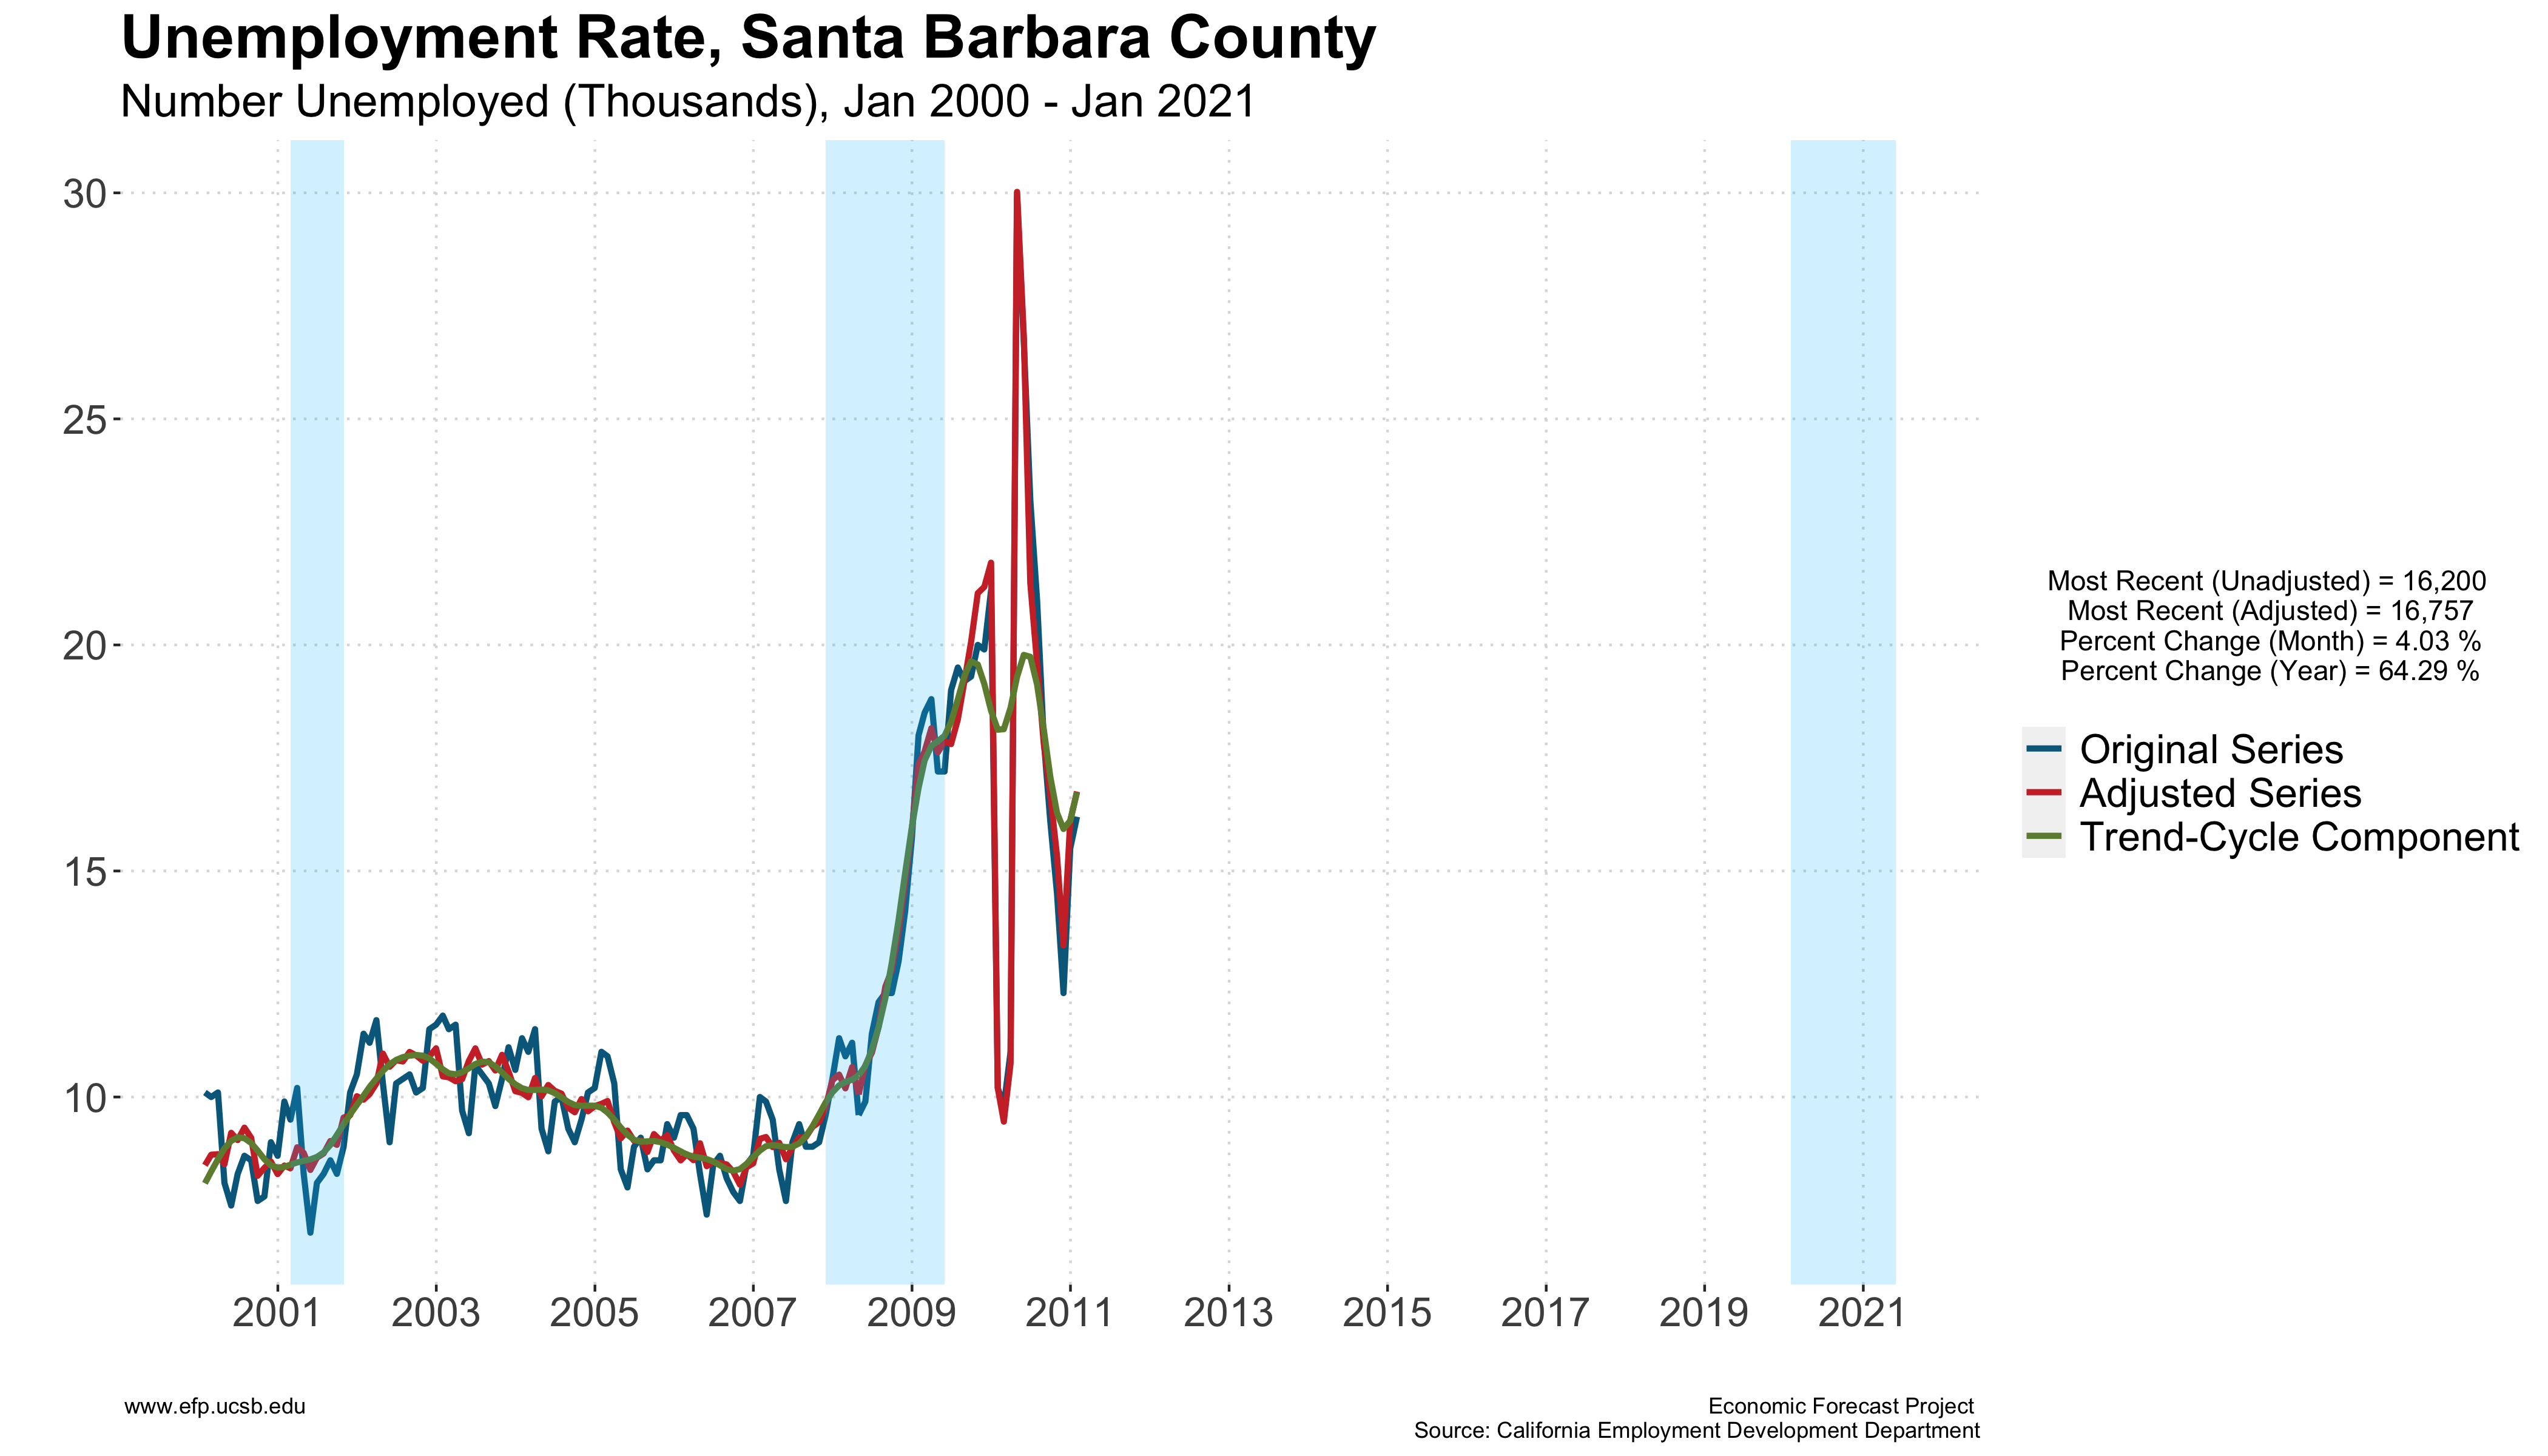 Unemployment Rate, Santa Barbara County
Number Unemployed (Thousands), Jan 2000 - Jan 2021
30
25
20
15
10
2001 2003 2005 2007 2009 2011 2013 2015 2017 2019 2021
Most Recent (Unadjusted) = 16,200
Most Recent (Adjusted) = 16,757
Percent Change (Month) = 4.03 %
Percent Change (Year) = 64.29 %
Original Series
Adjusted Series
Trend-Cycle Component
www.efp.ucsb.edu
Economic Forecast Project
Source: California Employment Development Department